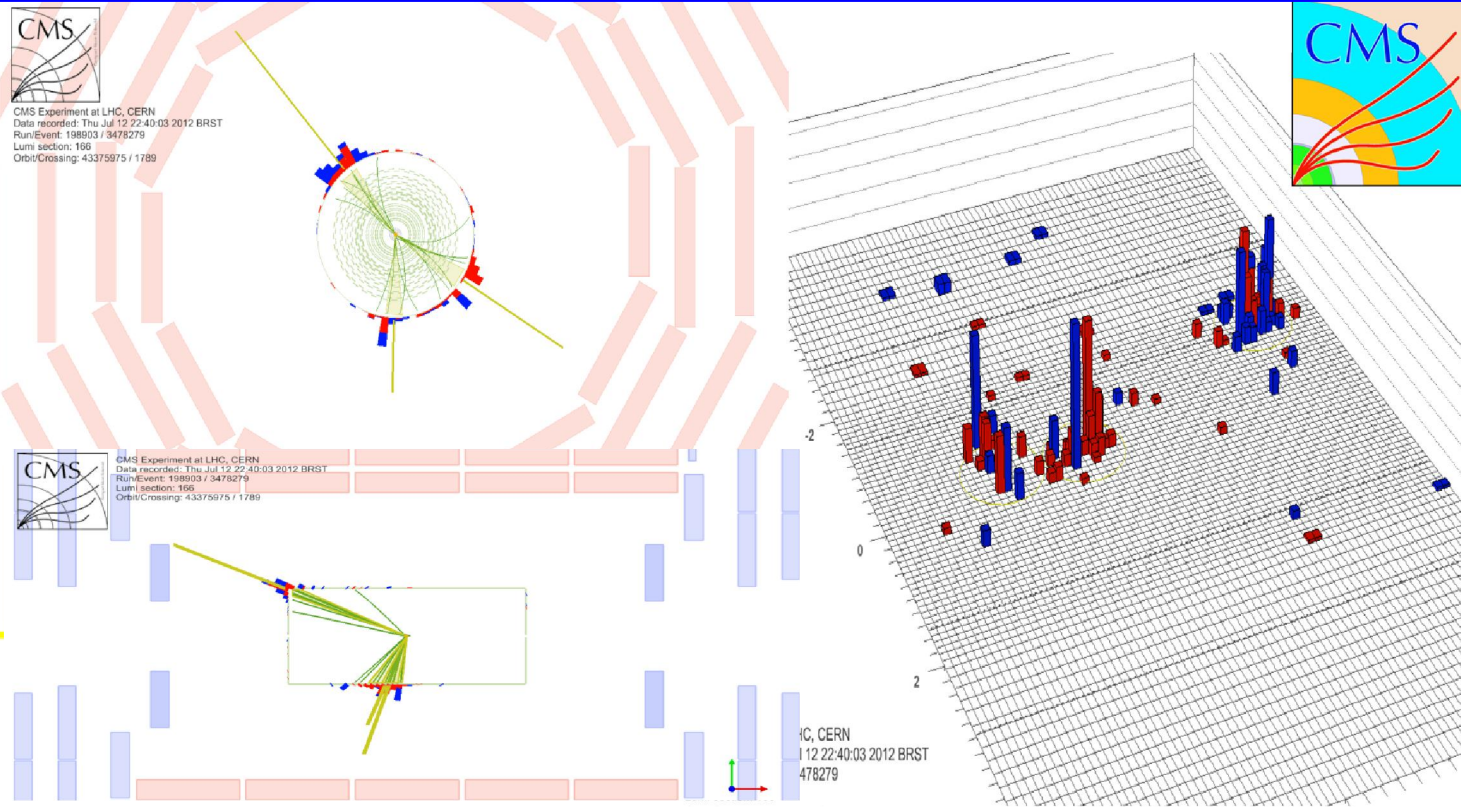 CMS
CMS Experiment at LHC, CERN
Data recorded: Thu Jul 12 22:40:03 2012 BRST
Run/Event: 198903 / 3478279
Lumi section: 166
Orbit/Crossing: 43375975 / 1789
CMS
CMS Experiment at LHC, CERN
Data recorded: Thu Jul 12 22:40:03 2012 BRST
Run/Event: 198903 / 3478279
Lumi section: 166
Orbit/Crossing: 43375975 / 1789
CMS
-2
0
2
HC, CERN
l 12 22:40:03 2012 BRST
478279